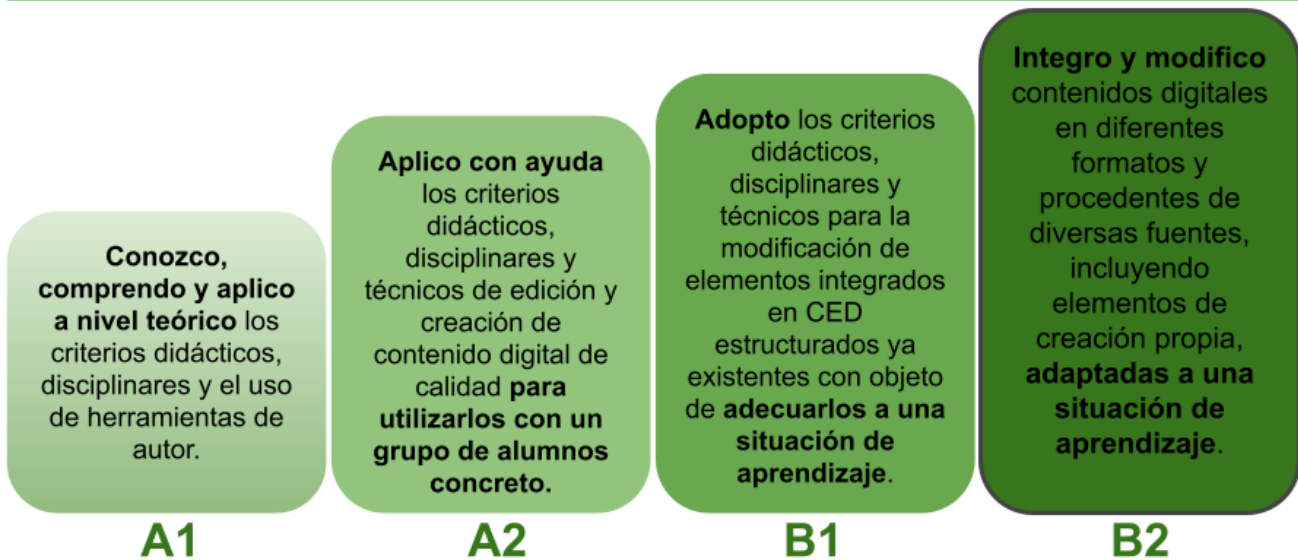 Conozco,
comprendo y aplico
a nivel teórico los
criterios didácticos,
disciplinares y el uso
de herramientas de
autor.
A1
Aplico con ayuda
los criterios
didácticos,
disciplinares y
técnicos de edición y
creación de
contenido digital de
calidad para
utilizarlos con un
grupo de alumnos
concreto.
A2
Adopto los criterios
didácticos,
disciplinares y
técnicos para la
modificación de
elementos integrados
en CED
estructurados ya
existentes con objeto
de adecuarlos a una
situación de
aprendizaje.
B1
Integro y modifico
contenidos digitales
en diferentes
formatos y
procedentes de
diversas fuentes,
incluyendo
elementos de
creación propia,
adaptadas a una
situación de
aprendizaje.
B2